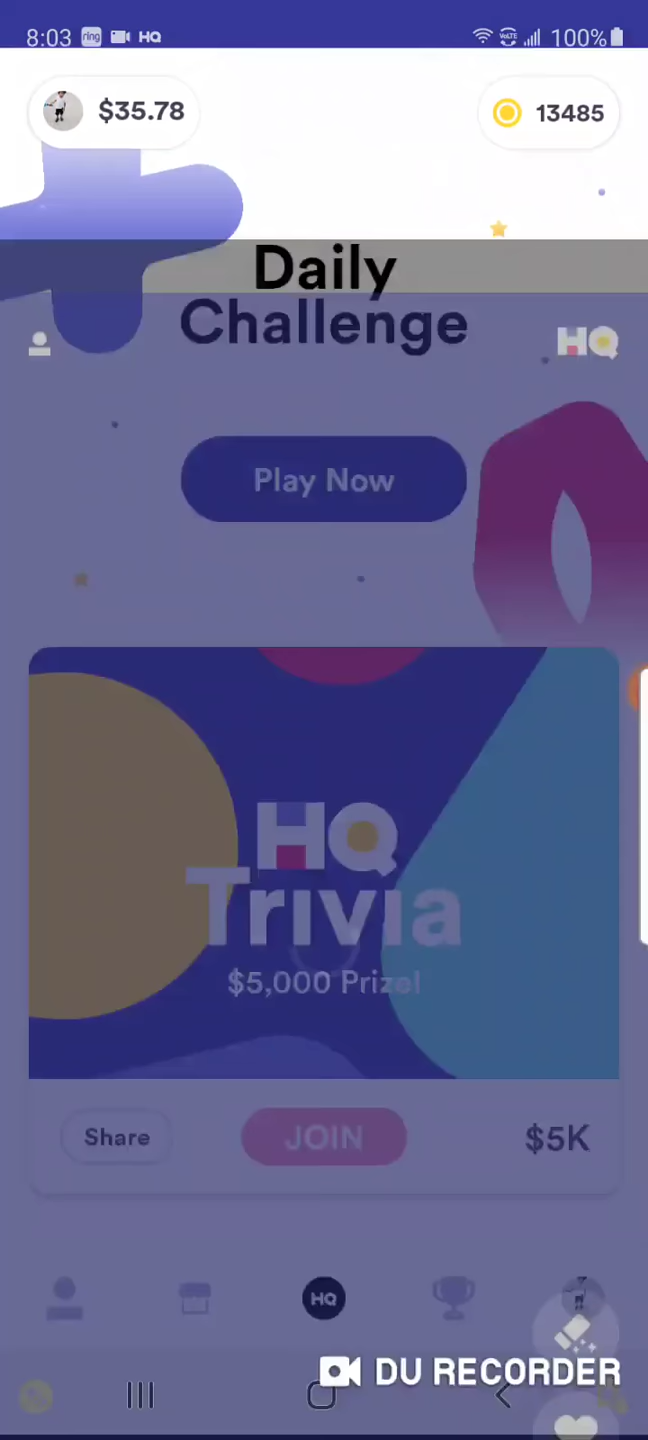 8:03 ring HQ VoLTE 100%
$35.78 13485
Daily
Challenge
HQ
Play Now
HQ
Trivia
$5,000 Prize!
Share JOIN $5K
HQ
DU RECORDER